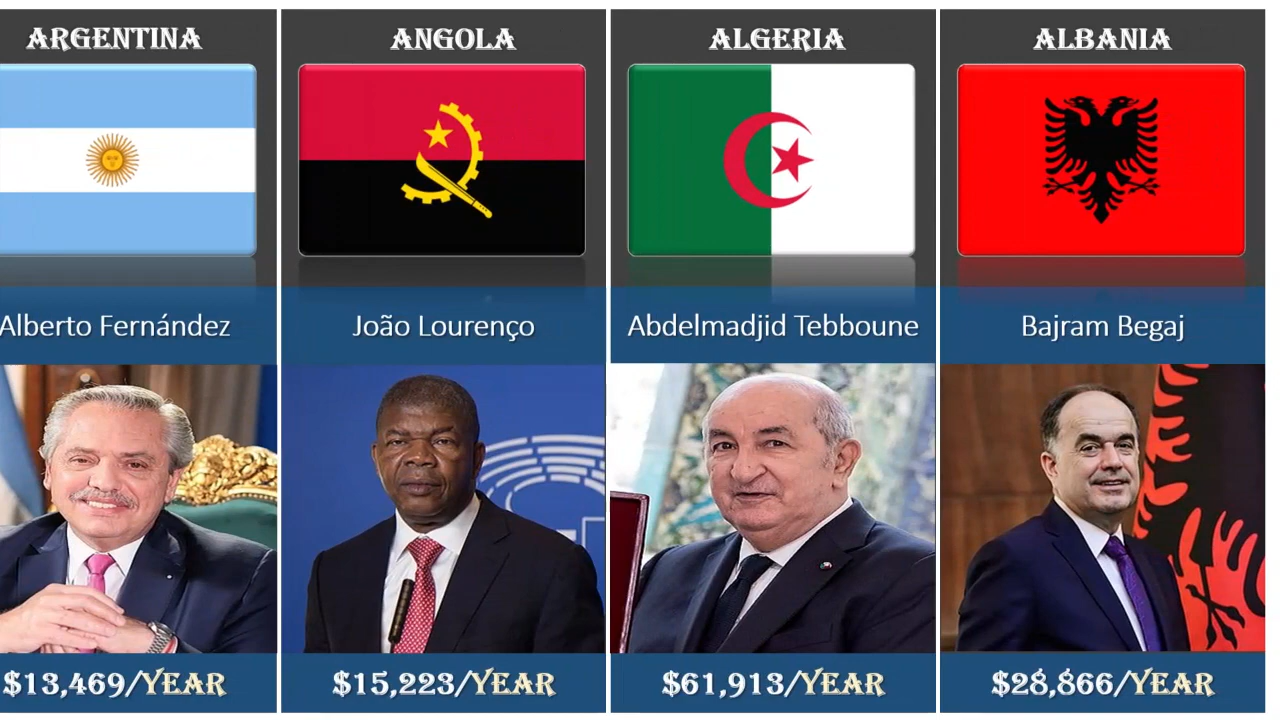 ARGENTINA
Alberto Fernández
$13,469/YEAR
ANGOLA
João Lourenço
$15,223/YEAR
ALGERIA
Abdelmadjid Tebboune
$61,913/YEAR
ALBANIA
Bajram Begaj
$28,866/YEAR